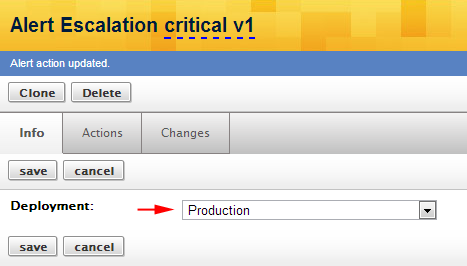 Alert Escalation critical v1
Alert action updated.
Clone Delete
Info Actions Changes
save cancel
Deployment: Production
save cancel